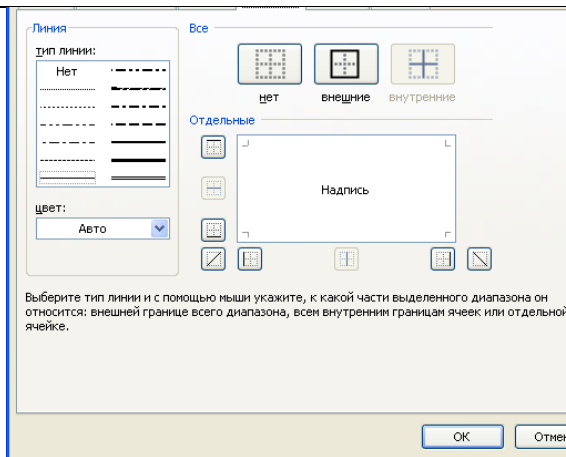 Линия
тип линии:
Нет
цвет:
Авто
Все
нет
внешние
внутренние
Отдельные
Надпись
Выберите тип линии и с помощью мыши укажите, к какой части выделенного диапазона он
относится: внешней границе всего диапазона, всем внутренним границам ячеек или отдельной
ячейке.
ОК
Отмен